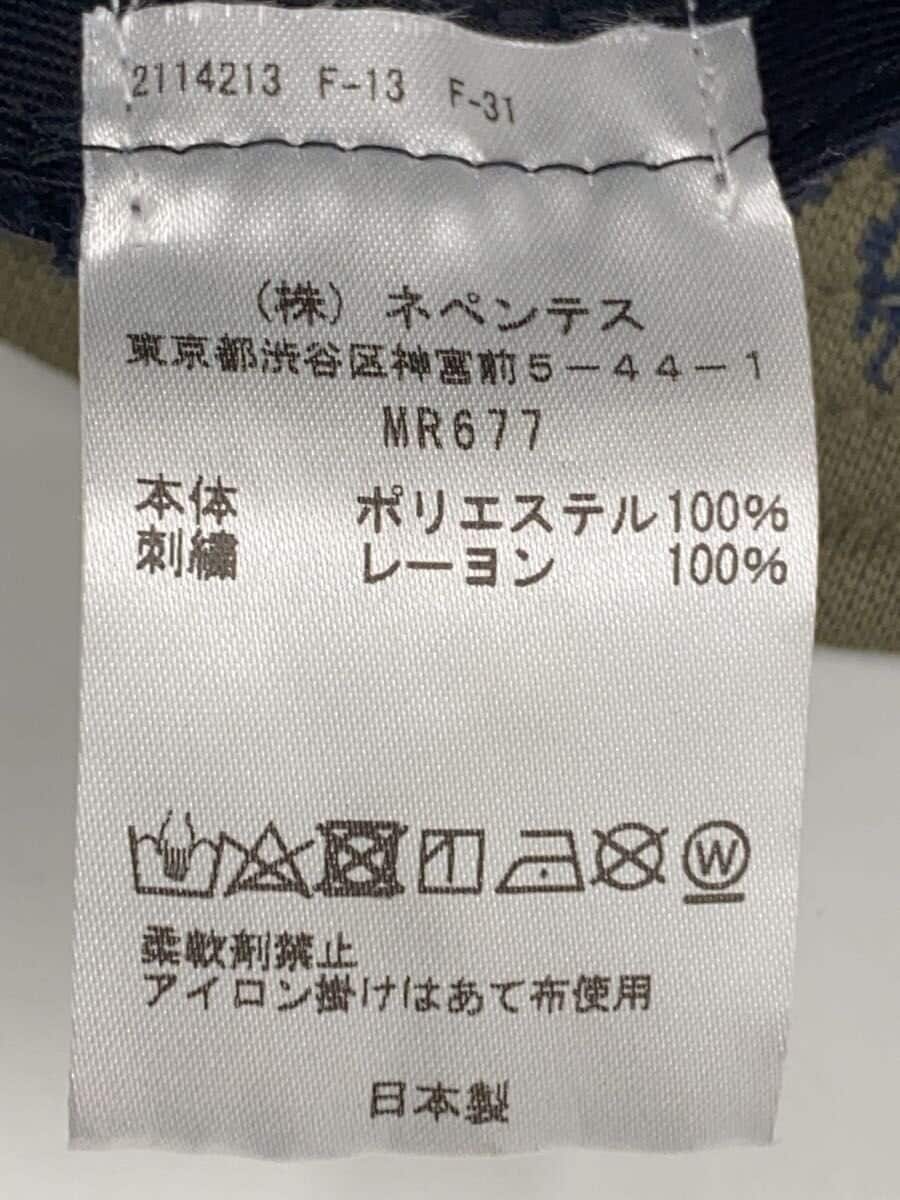 2114213 F-13 F-31
(株) ネペンテス
東京都渋谷区神宮前5-44-1
MR677
本体 ポリエステル100%
刺繍 レーヨン 100%
W
柔軟剤禁止
アイロン掛けはあて布使用
日本製